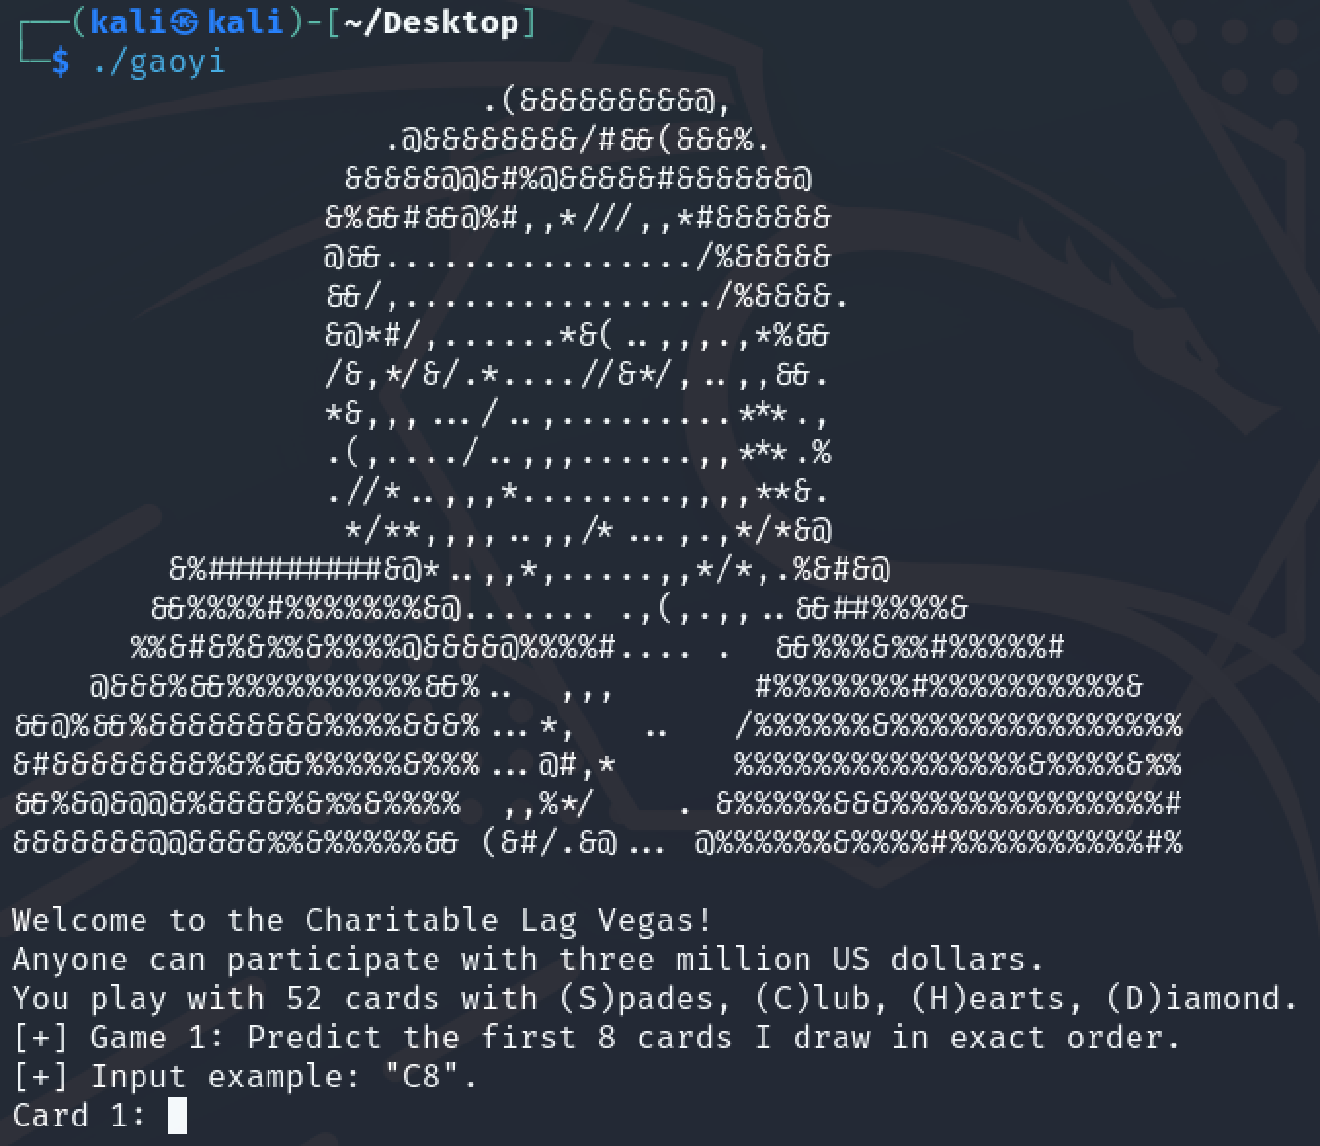 ┌──(kali㉿kali)-[~/Desktop]
└─$ ./gaoyi
.(&&&&&&&&&@,
.@&&&&&&&&/#&&(&&&%.
&&&&&@@&#%@&&&&&#&&&&&&@
&%&&#&&@%#,,*///,,*#&&&&&&
@&&................/%&&&&&
&&/,................/%&&&&.
&@*#/,......*&( ..,,,.,*%&&
/&,*/&/.*....//&*/,..,,&&.
*&,,, ... / ..,.........***.,
.(,..../ ..,,,......,,***.%
.//*..,,,*........,,,,**&.
*/**,,,,..,,/* ...,.,*/*&@
&%#########&@*..,,*,.....,,*/*,.%&#&@
&&%%%%#%%%%%%%&@....... .,(,.,,..&&##%%%%&
%%&#&%&%%&%%%%@&&&&@%%%%#.... .  &&%%%&%%#%%%%%#
@&&&%&&%%%%%%%%%%&&%..  ,,,       #%%%%%%%#%%%%%%%%%%&
&&@%&&%&&&&&&&&&%%%%&&&%...*,    ..   /%%%%%%&%%%%%%%%%%%%%%%
&#&&&&&&&&%&%&&%%%%%&%%%...@#,*      %%%%%%%%%%%%%%%&%%%%&%%
&&%&@&@@&%&&&&%&%%&%%%%  ,,%*/    . &%%%%%&&&%%%%%%%%%%%%%%#
&&&&&&&@@&&&&%%&%%%%%&& (&#/.&@...  @%%%%%%&%%%%#%%%%%%%%%%#%
Welcome to the Charitable Lag Vegas!
Anyone can participate with three million US dollars.
You play with 52 cards with (S)pades, (C)lub, (H)earts, (D)iamond.
[+] Game 1: Predict the first 8 cards I draw in exact order.
[+] Input example: "C8".
Card 1: